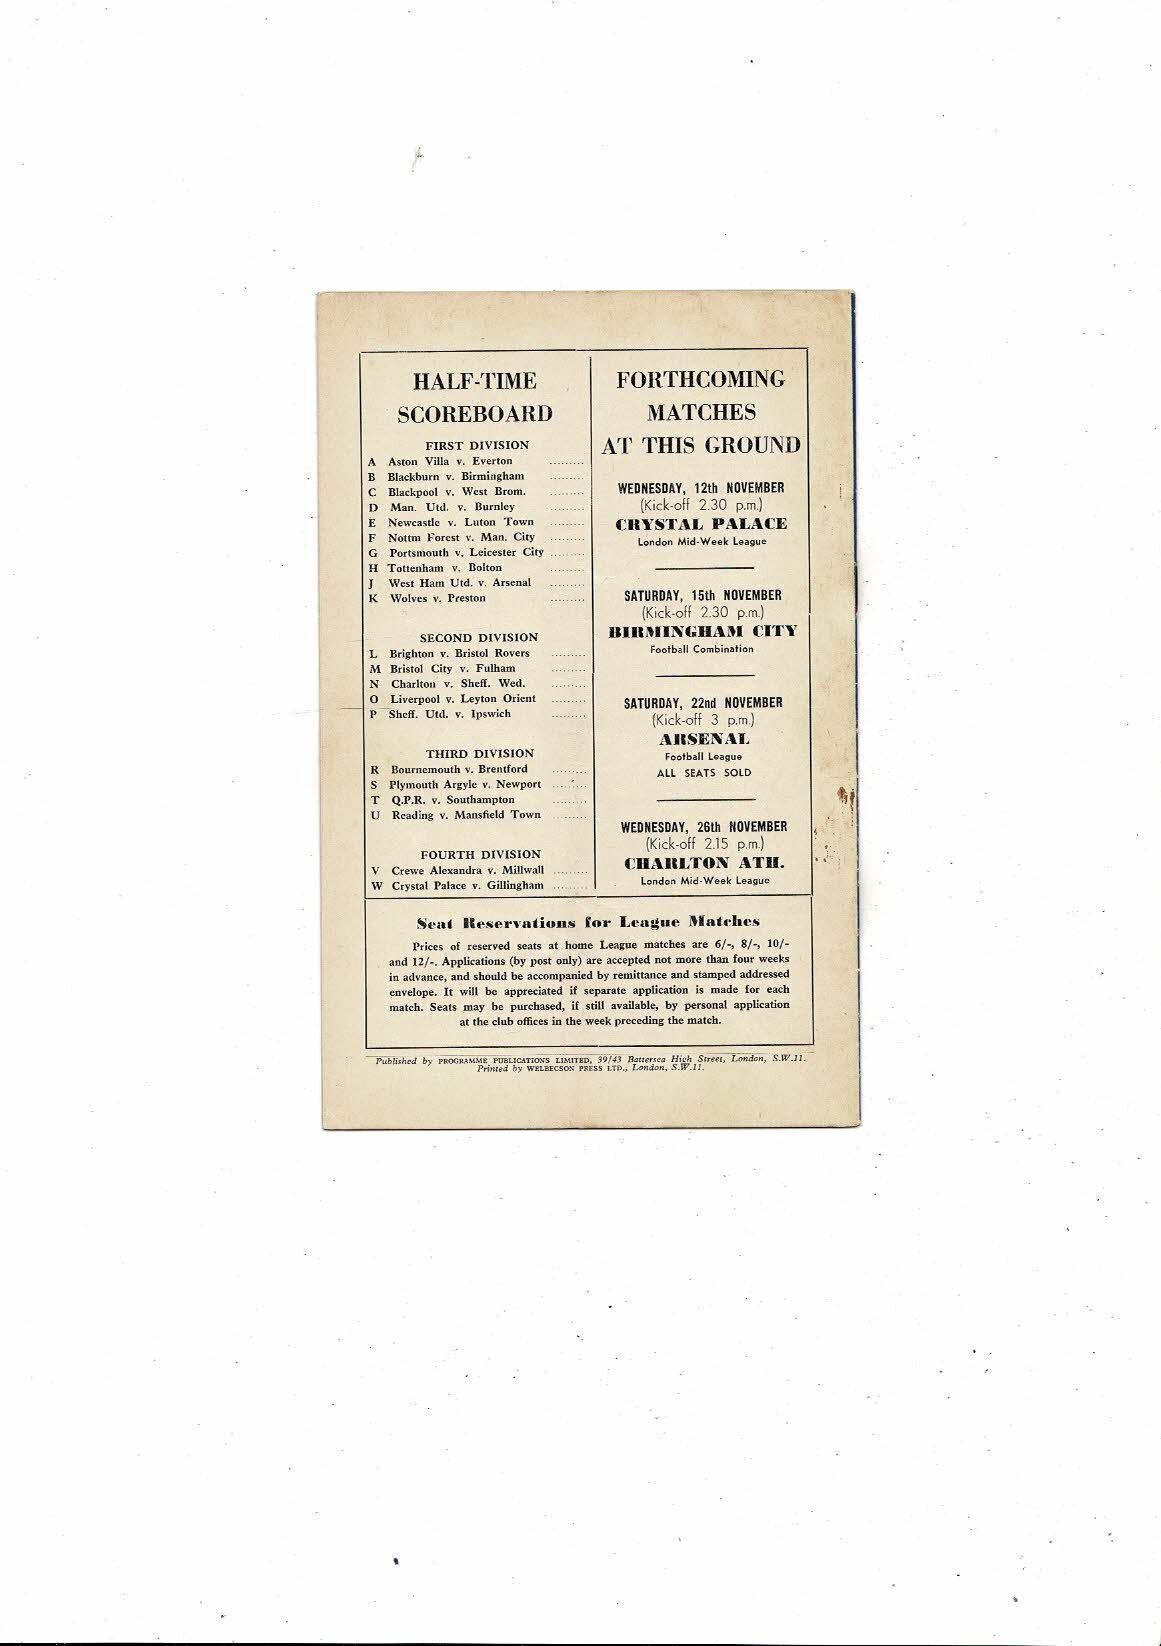 HALF-TIME
SCOREBOARD
FIRST DIVISION
A Aston Villa v. Everton .........
B Blackburn v. Birmingham .........
C Blackpool v. West Brom. .........
D Man. Utd. v. Burnley .........
E Newcastle v. Luton Town .........
F Nottm Forest v. Man. City .........
G Portsmouth v. Leicester City .........
H Tottenham v. Bolton .........
J West Ham Utd. v. Arsenal .........
K Wolves v. Preston .........
SECOND DIVISION
L Brighton v. Bristol Rovers .........
M Bristol City v. Fulham .........
N Charlton v. Sheff. Wed. .........
O Liverpool v. Leyton Orient .........
P Sheff. Utd. v. Ipswich .........
THIRD DIVISION
R Bournemouth v. Brentford .........
S Plymouth Argyle v. Newport .........
T Q.P.R. v. Southampton .........
U Reading v. Mansfield Town .........
FOURTH DIVISION
V Crewe Alexandra v. Millwall .........
W Crystal Palace v. Gillingham .........
FORTHCOMING
MATCHES
AT THIS GROUND
WEDNESDAY, 12th NOVEMBER
(Kick-off 2.30 p.m.)
CRYSTAL PALACE
London Mid-Week League
SATURDAY, 15th NOVEMBER
(Kick-off 2.30 p.m.)
BIRMINGHAM CITY
Football Combination
SATURDAY, 22nd NOVEMBER
(Kick-off 3 p.m.)
ARSENAL
Football League
ALL SEATS SOLD
WEDNESDAY, 26th NOVEMBER
(Kick-off 2.15 p.m.)
CHARLTON ATH.
London Mid-Week League
Seat Reservations for League Matches
Prices of reserved seats at home League matches are 6/-, 8/-, 10/-
and 12/-. Applications (by post only) are accepted not more than four weeks
in advance, and should be accompanied by remittance and stamped addressed
envelope. It will be appreciated if separate application is made for each
match. Seats may be purchased, if still available, by personal application
at the club offices in the week preceding the match.
Published by PROGRAMME PUBLICATIONS LIMITED, 39/43 Battersea High Street, London, S.W.11.
Printed by WELBECSON PRESS LTD., London, S.W.11.